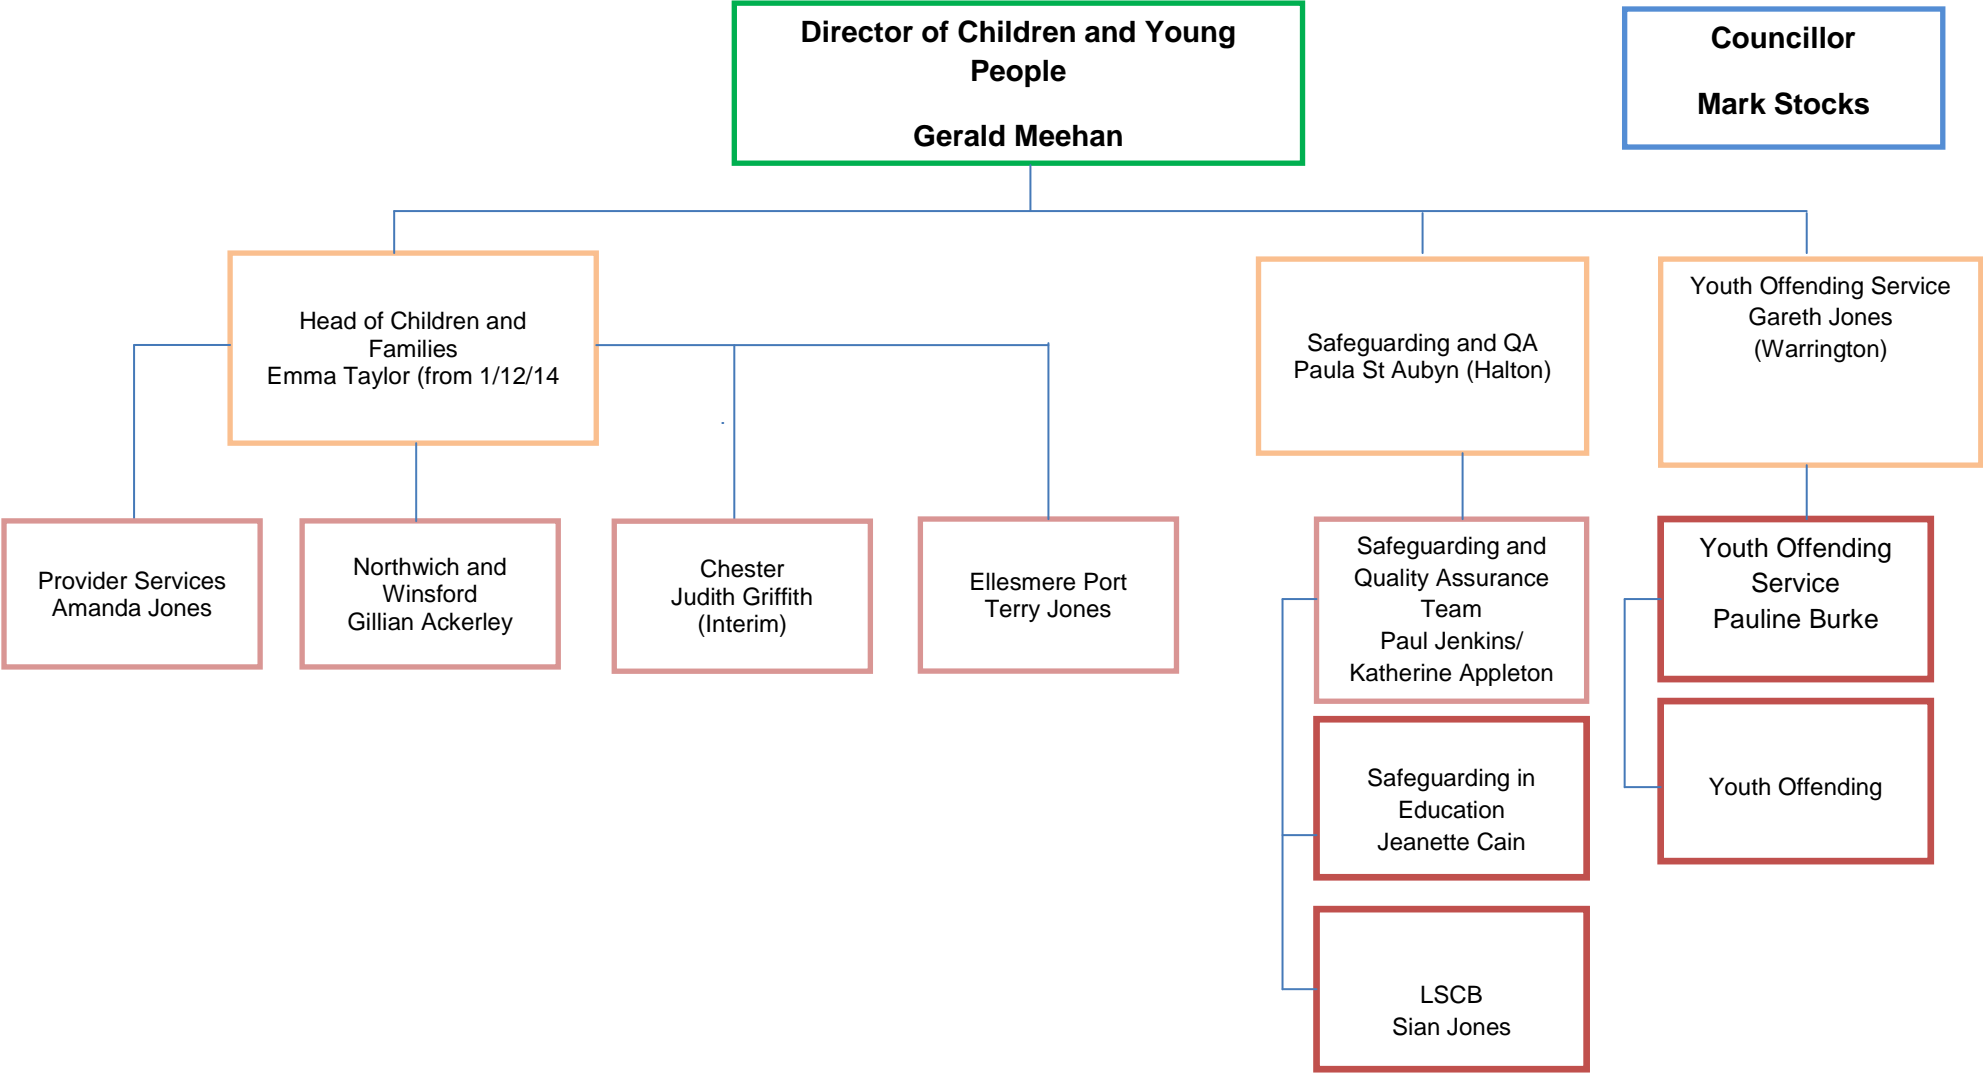 Director of Children and Young
People
Gerald Meehan
Councillor
Mark Stocks
Head of Children and
Families
Emma Taylor (from 1/12/14
Safeguarding and QA
Paula St Aubyn (Halton)
Youth Offending Service
Gareth Jones
(Warrington)
Provider Services
Amanda Jones
Northwich and
Winsford
Gillian Ackerley
Chester
Judith Griffith
(Interim)
Ellesmere Port
Terry Jones
Safeguarding and
Quality Assurance
Team
Paul Jenkins/
Katherine Appleton
Youth Offending
Service
Pauline Burke
Safeguarding in
Education
Jeanette Cain
Youth Offending
LSCB
Sian Jones